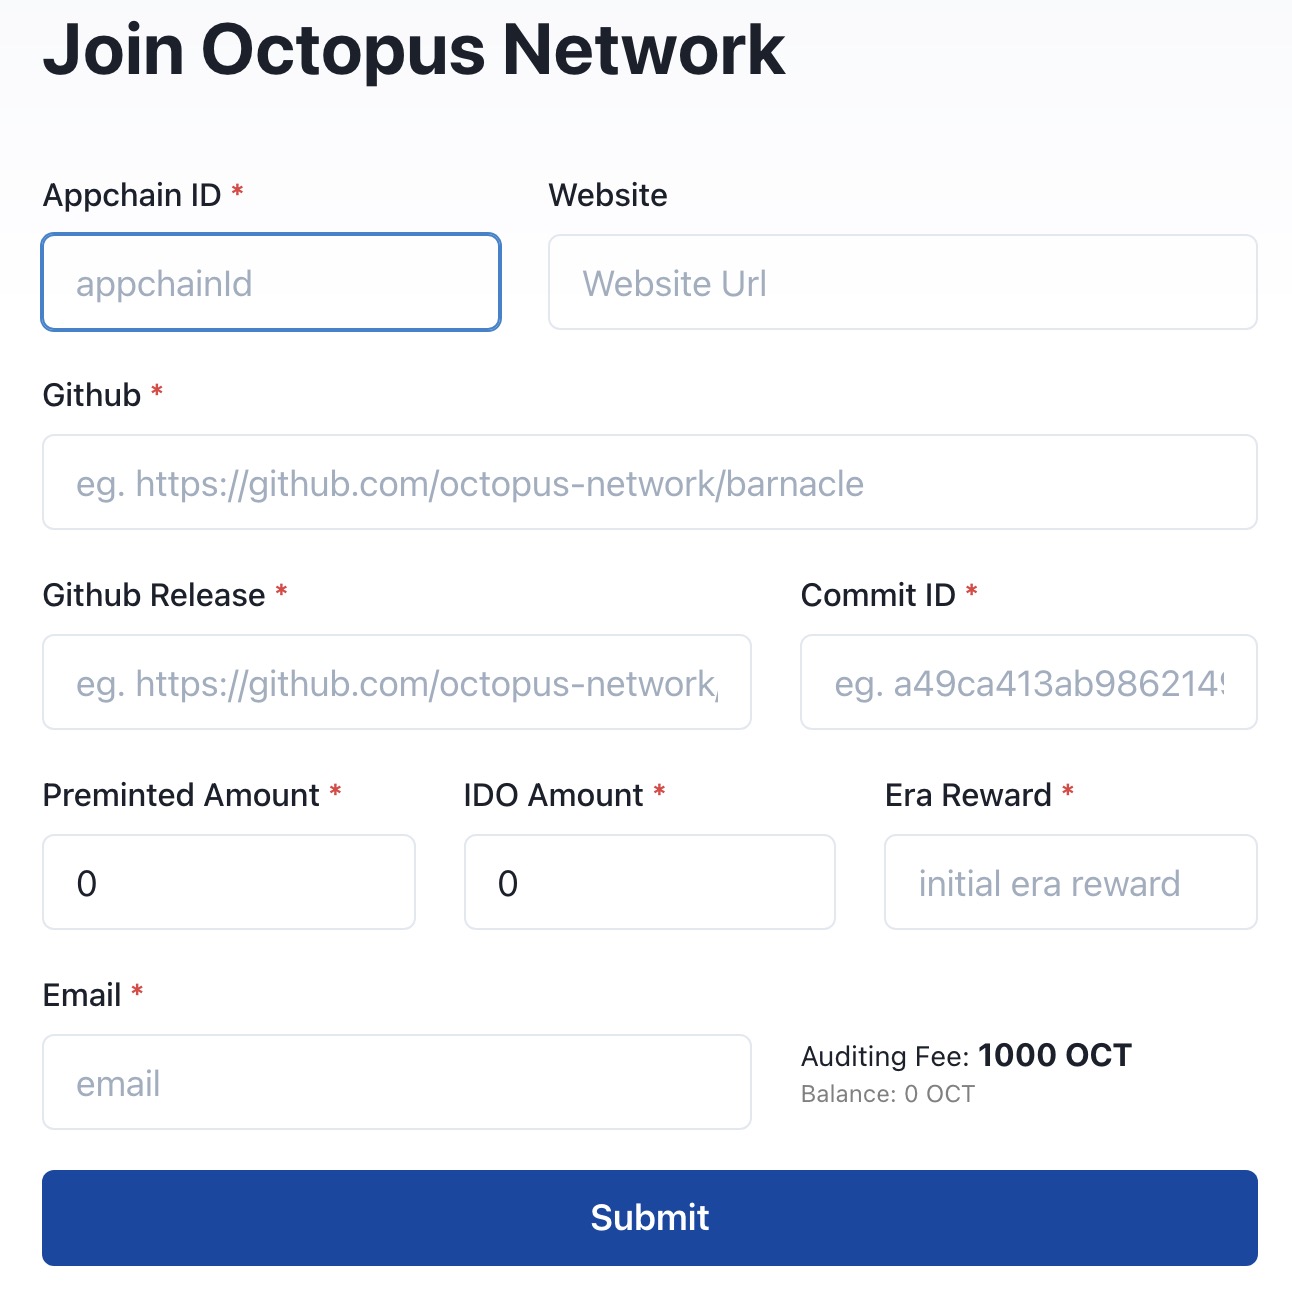 Join Octopus Network
Appchain ID * Website
appchainId Website Url
Github *
eg. https://github.com/octopus-network/barnacle
Github Release * Commit ID *
eg. https://github.com/octopus-network/ eg. a49ca413ab9862149
Preminted Amount * IDO Amount * Era Reward *
0 0 initial era reward
Email *
email
Auditing Fee: 1000 OCT
Balance: 0 OCT
Submit